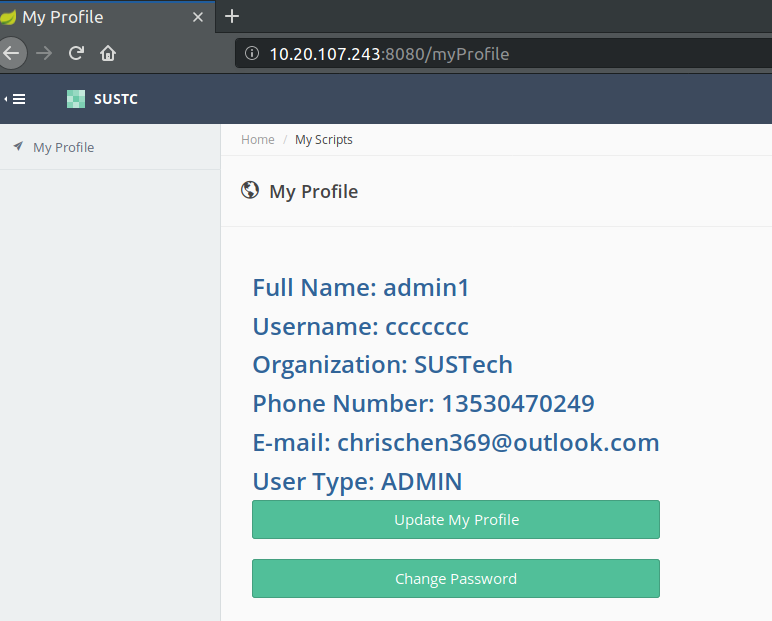 My Profile
10.20.107.243:8080/myProfile
SUSTC
My Profile
Home / My Scripts
My Profile
Full Name: admin1
Username: ccccccc
Organization: SUSTech
Phone Number: 13530470249
E-mail: chrischen369@outlook.com
User Type: ADMIN
Update My Profile
Change Password